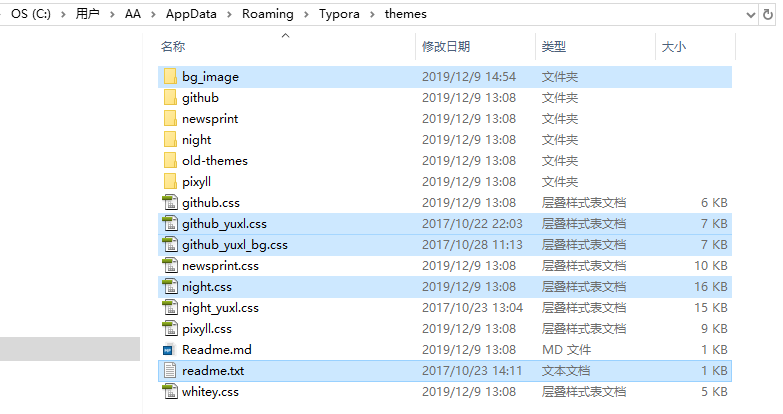 OS (C:) > 用户 > AA > AppData > Roaming > Typora > themes
名称 修改日期 类型 大小
bg_image 2019/12/9 14:54 文件夹
github 2019/12/9 13:08 文件夹
newsprint 2019/12/9 13:08 文件夹
night 2019/12/9 13:08 文件夹
old-themes 2019/12/9 13:08 文件夹
pixyll 2019/12/9 13:08 文件夹
github.css 2019/12/9 13:08 层叠样式表文档 6 KB
github_yuxl.css 2017/10/22 22:03 层叠样式表文档 7 KB
github_yuxl_bg.css 2017/10/28 11:13 层叠样式表文档 7 KB
newsprint.css 2019/12/9 13:08 层叠样式表文档 10 KB
night.css 2019/12/9 13:08 层叠样式表文档 16 KB
night_yuxl.css 2017/10/23 13:04 层叠样式表文档 15 KB
pixyll.css 2019/12/9 13:08 层叠样式表文档 9 KB
Readme.md 2019/12/9 13:08 MD 文件 1 KB
readme.txt 2017/10/23 14:11 文本文档 1 KB
whitey.css 2019/12/9 13:08 层叠样式表文档 5 KB